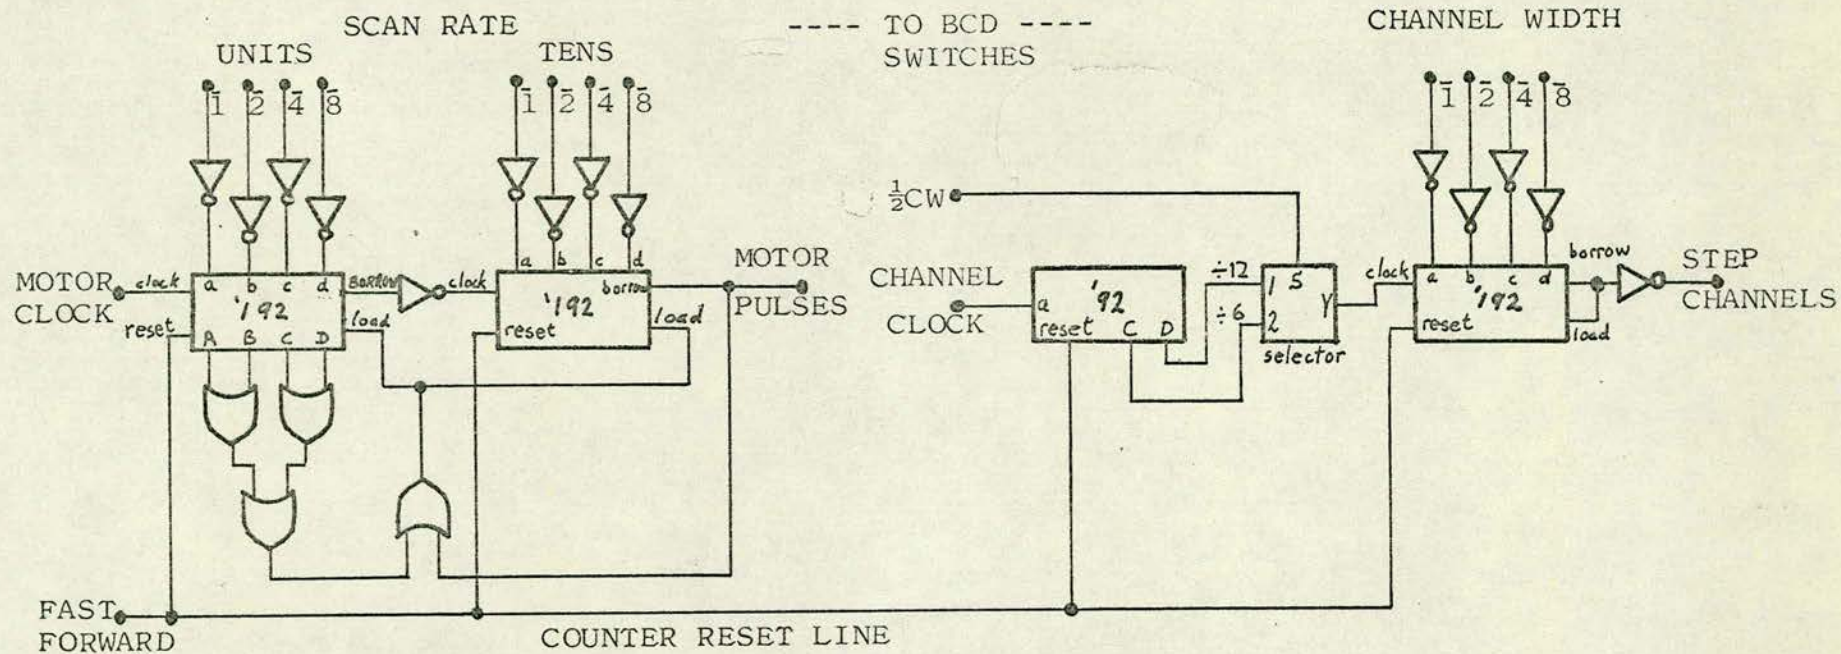 SCAN RATE
---- TO BCD ----
SWITCHES
CHANNEL WIDTH
UNITS
TENS
1̄ 2̄ 4̄ 8̄
1̄ 2̄ 4̄ 8̄
1̄ 2̄ 4̄ 8̄
½CW
MOTOR
CLOCK
clock
a b c d
'192
reset
A B C D
BORROW
load
clock
a b c d
'192
borrow
reset
load
MOTOR
PULSES
CHANNEL
CLOCK
a
'92
reset C D
÷12
÷6
1 S
2
Y
selector
clock
a b c d
'192
reset
borrow
load
STEP
CHANNELS
FAST
FORWARD
COUNTER RESET LINE